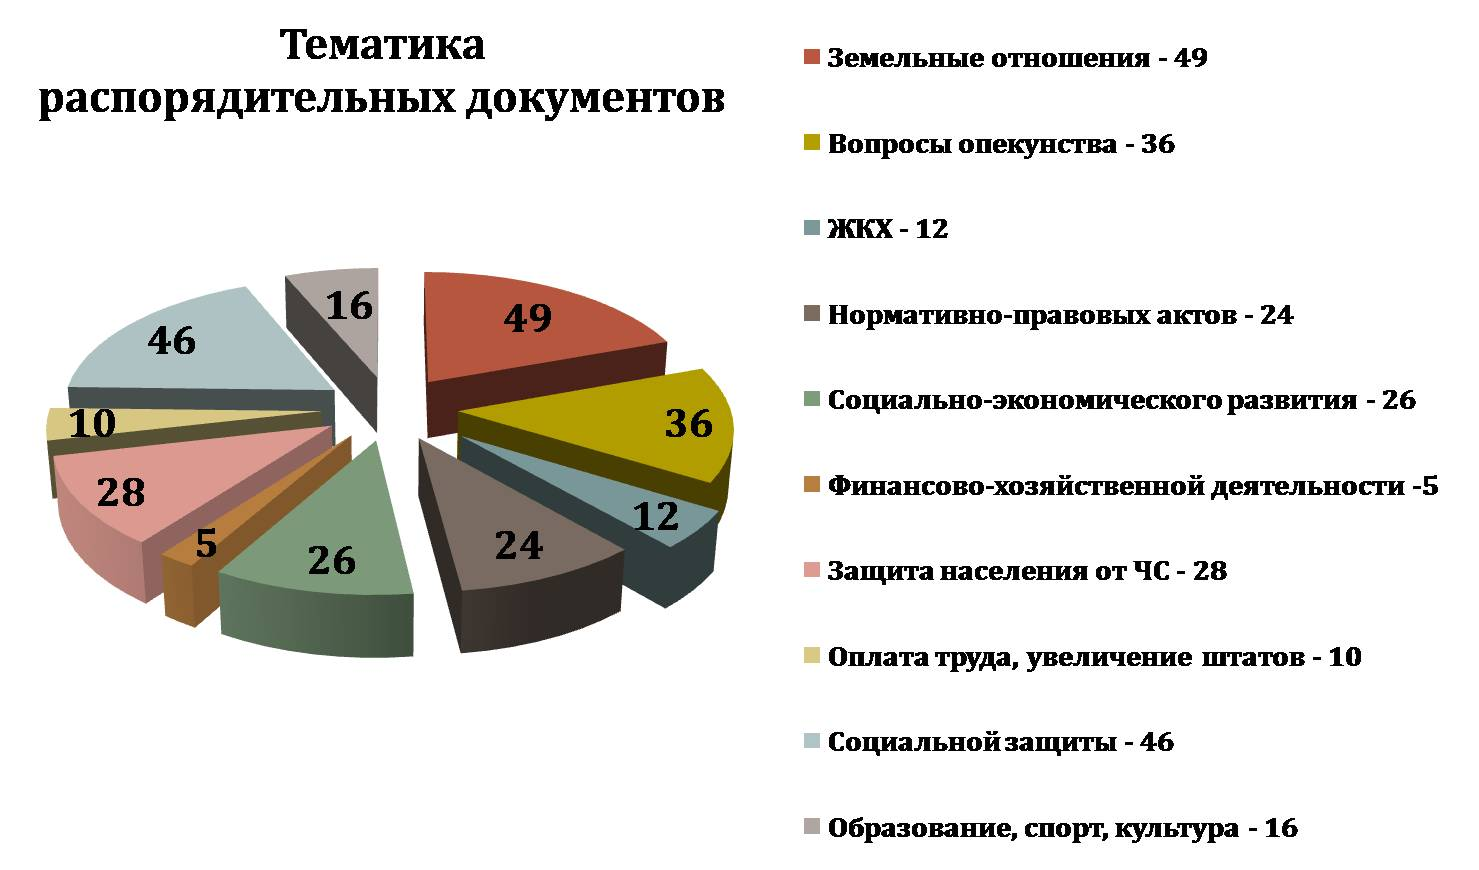 Тематика
распорядительных документов
49
36
12
24
26
5
28
10
46
16
Земельные отношения - 49
Вопросы опекунства - 36
ЖКХ - 12
Нормативно-правовых актов - 24
Социально-экономического развития - 26
Финансово-хозяйственной деятельности -5
Защита населения от ЧС - 28
Оплата труда, увеличение штатов - 10
Социальной защиты - 46
Образование, спорт, культура - 16